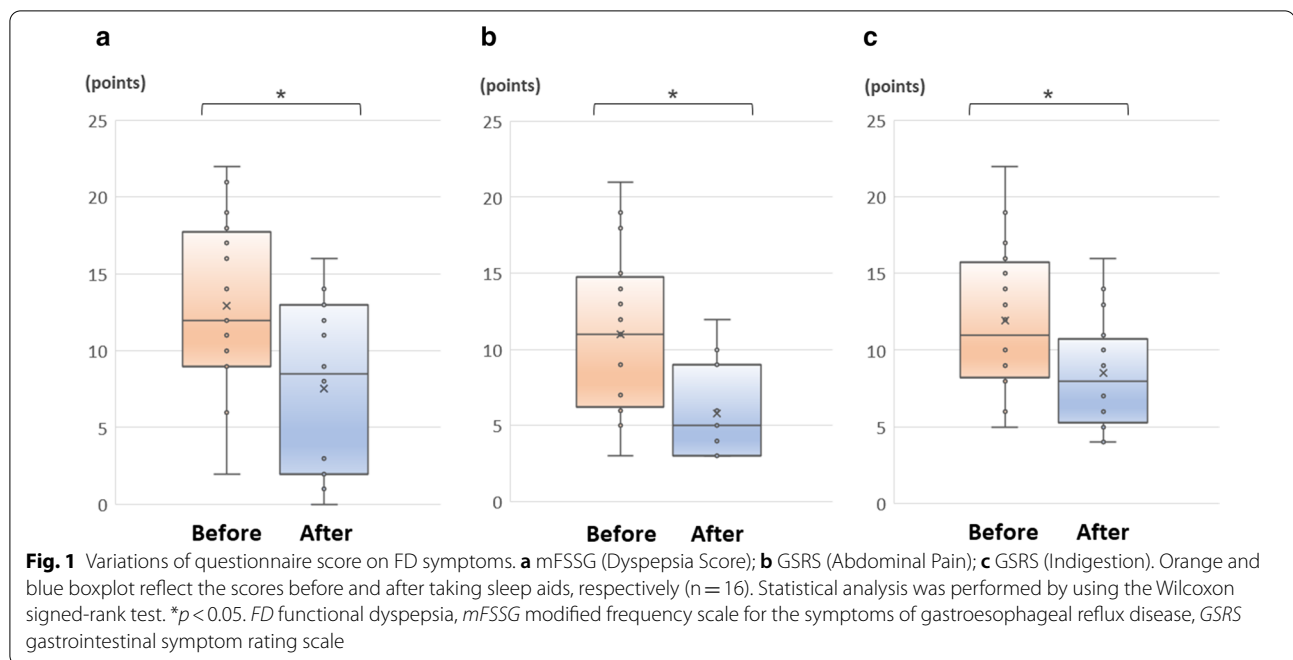 a
b
c
(points)
(points)
(points)
*
*
*
25
20
15
10
5
0
Before After
25
20
15
10
5
0
Before After
25
20
15
10
5
0
Before After
Fig. 1 Variations of questionnaire score on FD symptoms. a mFSSG (Dyspepsia Score); b GSRS (Abdominal Pain); c GSRS (Indigestion). Orange and
blue boxplot reflect the scores before and after taking sleep aids, respectively (n = 16). Statistical analysis was performed by using the Wilcoxon
signed-rank test. *p < 0.05. FD functional dyspepsia, mFSSG modified frequency scale for the symptoms of gastroesophageal reflux disease, GSRS
gastrointestinal symptom rating scale